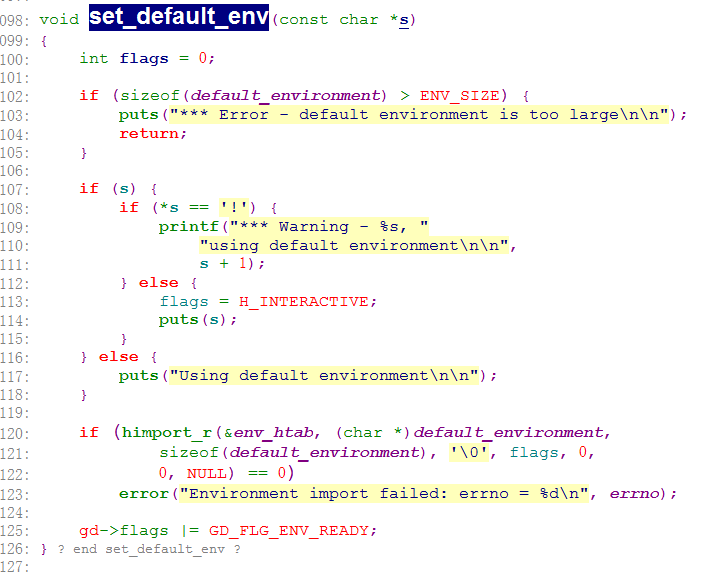 098: void set_default_env(const char *s)
099: {
100:     int flags = 0;
101:
102:     if (sizeof(default_environment) > ENV_SIZE) {
103:         puts("*** Error - default environment is too large\n\n");
104:         return;
105:     }
106:
107:     if (s) {
108:         if (*s == '!') {
109:             printf("*** Warning - %s, "
110:                 "using default environment\n\n",
111:                 s + 1);
112:         } else {
113:             flags = H_INTERACTIVE;
114:             puts(s);
115:         }
116:     } else {
117:         puts("Using default environment\n\n");
118:     }
119:
120:     if (himport_r(&env_htab, (char *)default_environment,
121:             sizeof(default_environment), '\0', flags, 0,
122:             0, NULL) == 0)
123:         error("Environment import failed: errno = %d\n", errno);
124:
125:     gd->flags |= GD_FLG_ENV_READY;
126: } ? end set_default_env ?
127: